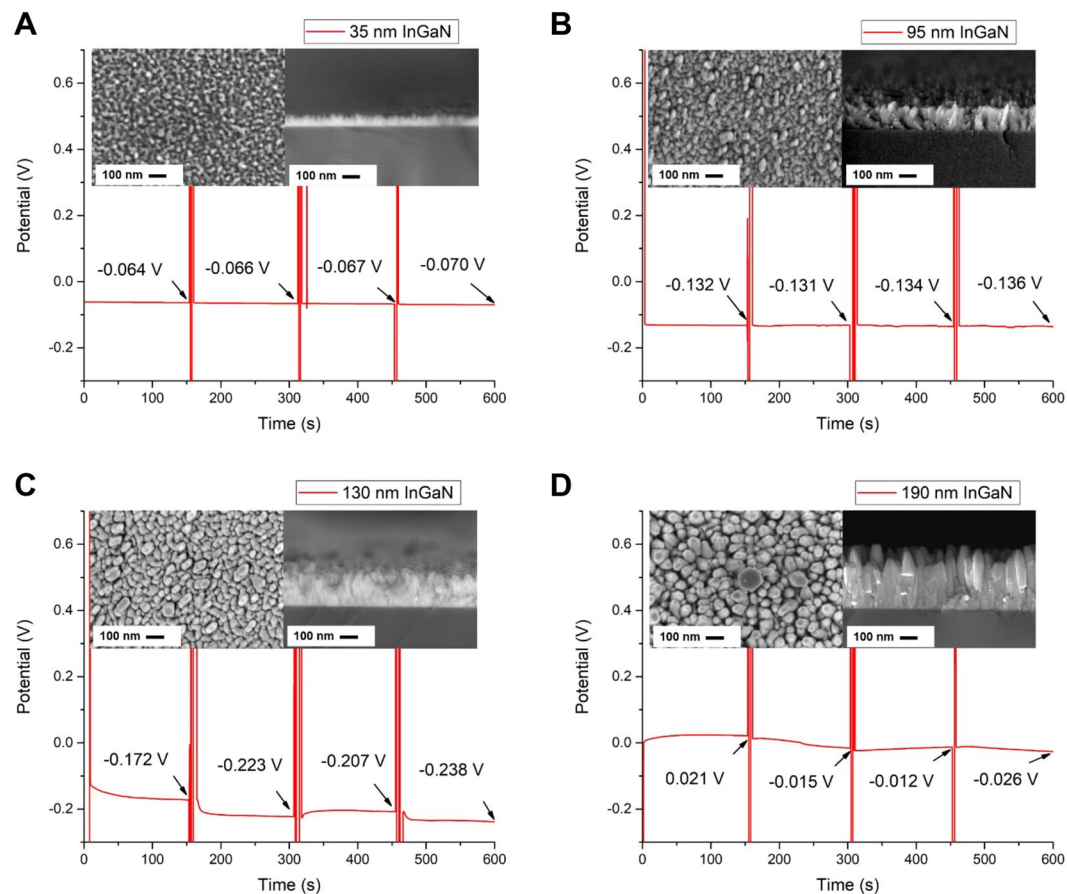 A
35 nm InGaN
Potential (V)
0.6
0.4
0.2
0.0
-0.2
100 nm
100 nm
-0.064 V
-0.066 V
-0.067 V
-0.070 V
0
100
200
300
400
500
600
Time (s)
B
95 nm InGaN
Potential (V)
0.6
0.4
0.2
0.0
-0.2
100 nm
100 nm
-0.132 V
-0.131 V
-0.134 V
-0.136 V
0
100
200
300
400
500
600
Time (s)
C
130 nm InGaN
Potential (V)
0.6
0.4
0.2
0.0
-0.2
100 nm
100 nm
-0.172 V
-0.223 V
-0.207 V
-0.238 V
0
100
200
300
400
500
600
Time (s)
D
190 nm InGaN
Potential (V)
0.6
0.4
0.2
0.0
-0.2
100 nm
100 nm
0.021 V
-0.015 V
-0.012 V
-0.026 V
0
100
200
300
400
500
600
Time (s)